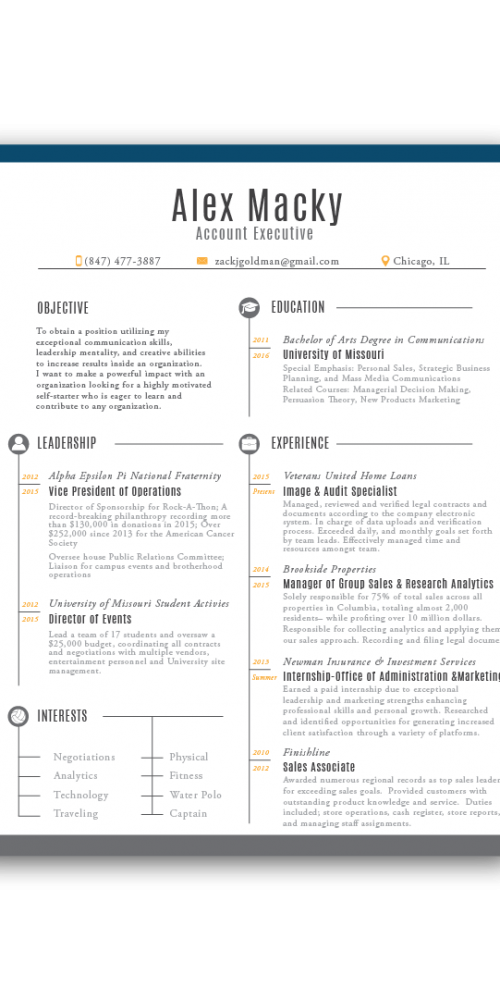 Alex Macky
Account Executive
(847) 477-3887 zackjgoldman@gmail.com Chicago, IL
OBJECTIVE
To obtain a position utilizing my
exceptional communication skills,
leadership mentality, and creative abilities
to increase results inside an organization.
I want to make a powerful impact with an
organization looking for a highly motivated
self-starter who is eager to learn and
contribute to any organization.
EDUCATION
2011 Bachelor of Arts Degree in Communications
2016 University of Missouri
Special Emphasis: Personal Sales, Strategic Business
Planning, and Mass Media Communications
Related Courses: Managerial Decision Making,
Persuasion Theory, New Products Marketing
LEADERSHIP
2012 Alpha Epsilon Pi National Fraternity
2015 Vice President of Operations
Director of Sponsorship for Rock-A-Thon; A
record-breaking philanthropy recording more
than $130,000 in donations in 2015; Over
$252,000 since 2013 for the American Cancer
Society
Oversee house Public Relations Committee;
Liaison for campus events and brotherhood
operations
2012 University of Missouri Student Activies
2015 Director of Events
Lead a team of 17 students and oversaw a
$25,000 budget, coordinating all contracts
and negotiations with multiple vendors,
entertainment personnel and University site
management.
INTERESTS
Negotiations Physical
Analytics Fitness
Technology Water Polo
Traveling Captain
EXPERIENCE
2015 Veterans United Home Loans
Present Image & Audit Specialist
Managed, reviewed and verified legal contracts and
documents according to the company electronic
system. In charge of data uploads and verification
process. Exceeded daily, and monthly goals set forth
by team leads. Effectively managed time and
resources amongst team.
2014 Brookside Properties
2015 Manager of Group Sales & Research Analytics
Solely responsible for 75% of total sales across all
properties in Columbia, totaling almost 2,000
residents– while profiting over 10 million dollars.
Responsible for collecting analytics and applying them
our sales approach. Recording and filing legal docume
2013 Newman Insurance & Investment Services
Summer Internship-Office of Administration &Marketing
Earned a paid internship due to exceptional
leadership and marketing strengths enhancing
professional skills and personal growth. Researched
and identified opportunities for generating increased
client satisfaction through a variety of platforms.
2010 Finishline
2012 Sales Associate
Awarded numerous regional records as top sales leader
for exceeding sales goals. Provided customers with
outstanding product knowledge and service. Duties
included; store operations, cash register, store reports,
and managing staff assignments.